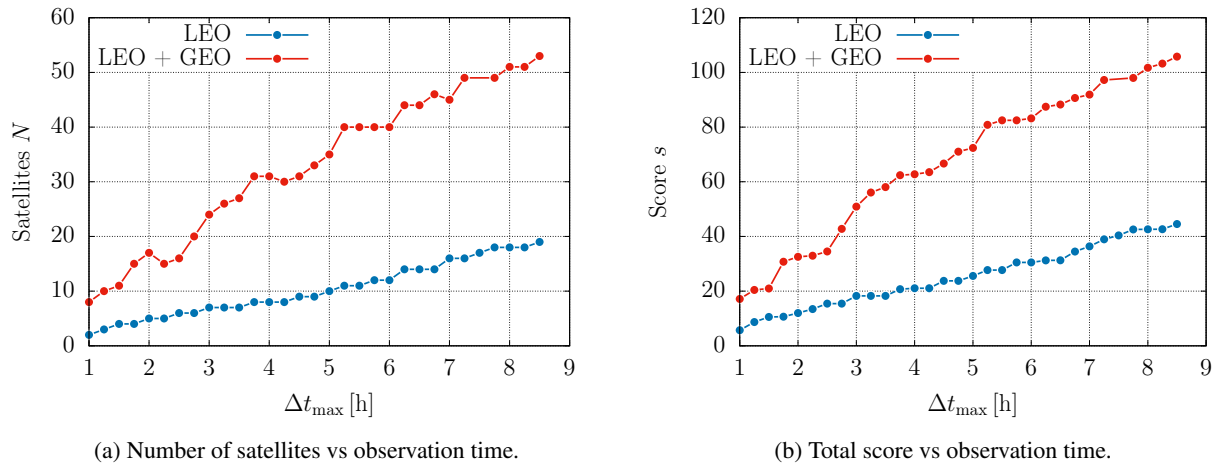 60
50
40
30
20
10
0
Satellites N
LEO
LEO + GEO
1 2 3 4 5 6 7 8 9
Δt_max [h]
(a) Number of satellites vs observation time.
120
100
80
60
40
20
0
Score s
LEO
LEO + GEO
1 2 3 4 5 6 7 8 9
Δt_max [h]
(b) Total score vs observation time.